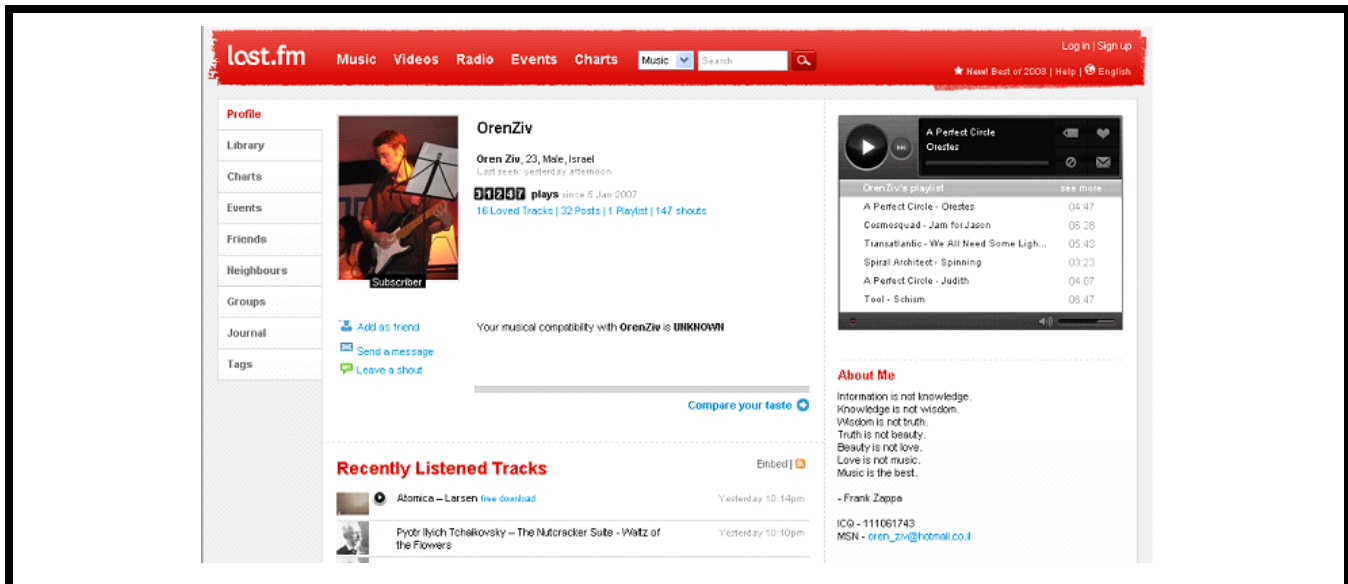 last.fm
Music Videos Radio Events Charts Music Search
Log in | Sign up
New! Best of 2008 | Help | English
Profile
Library
Charts
Events
Friends
Neighbours
Groups
Journal
Tags
Subscriber
Add as friend
Send a message
Leave a shout
OrenZiv
Oren Ziv, 23, Male, Israel
Last seen: yesterday afternoon
31247 plays since 5 Jan 2007
16 Loved Tracks | 32 Posts | 1 Playlist | 147 shouts
Your musical compatibility with OrenZiv is UNKNOWN
Compare your taste
Recently Listened Tracks
Embed |
Atomica – Larsen free download Yesterday 10:14pm
Pyotr Ilyich Tchaikovsky – The Nutcracker Suite - Waltz of Yesterday 10:10pm
the Flowers
A Perfect Circle
Orestes
OrenZiv's playlist see more
A Perfect Circle - Orestes 04:47
Cosmosquad - Jam for Jason 06:28
Transatlantic - We All Need Some Ligh... 05:43
Spiral Architect - Spinning 03:23
A Perfect Circle - Judith 04:07
Tool - Schism 06:47
About Me
Information is not knowledge.
Knowledge is not wisdom.
Wisdom is not truth.
Truth is not beauty.
Beauty is not love.
Love is not music.
Music is the best.
- Frank Zappa
ICQ - 111061743
MSN - oren_ziv@hotmail.co.il